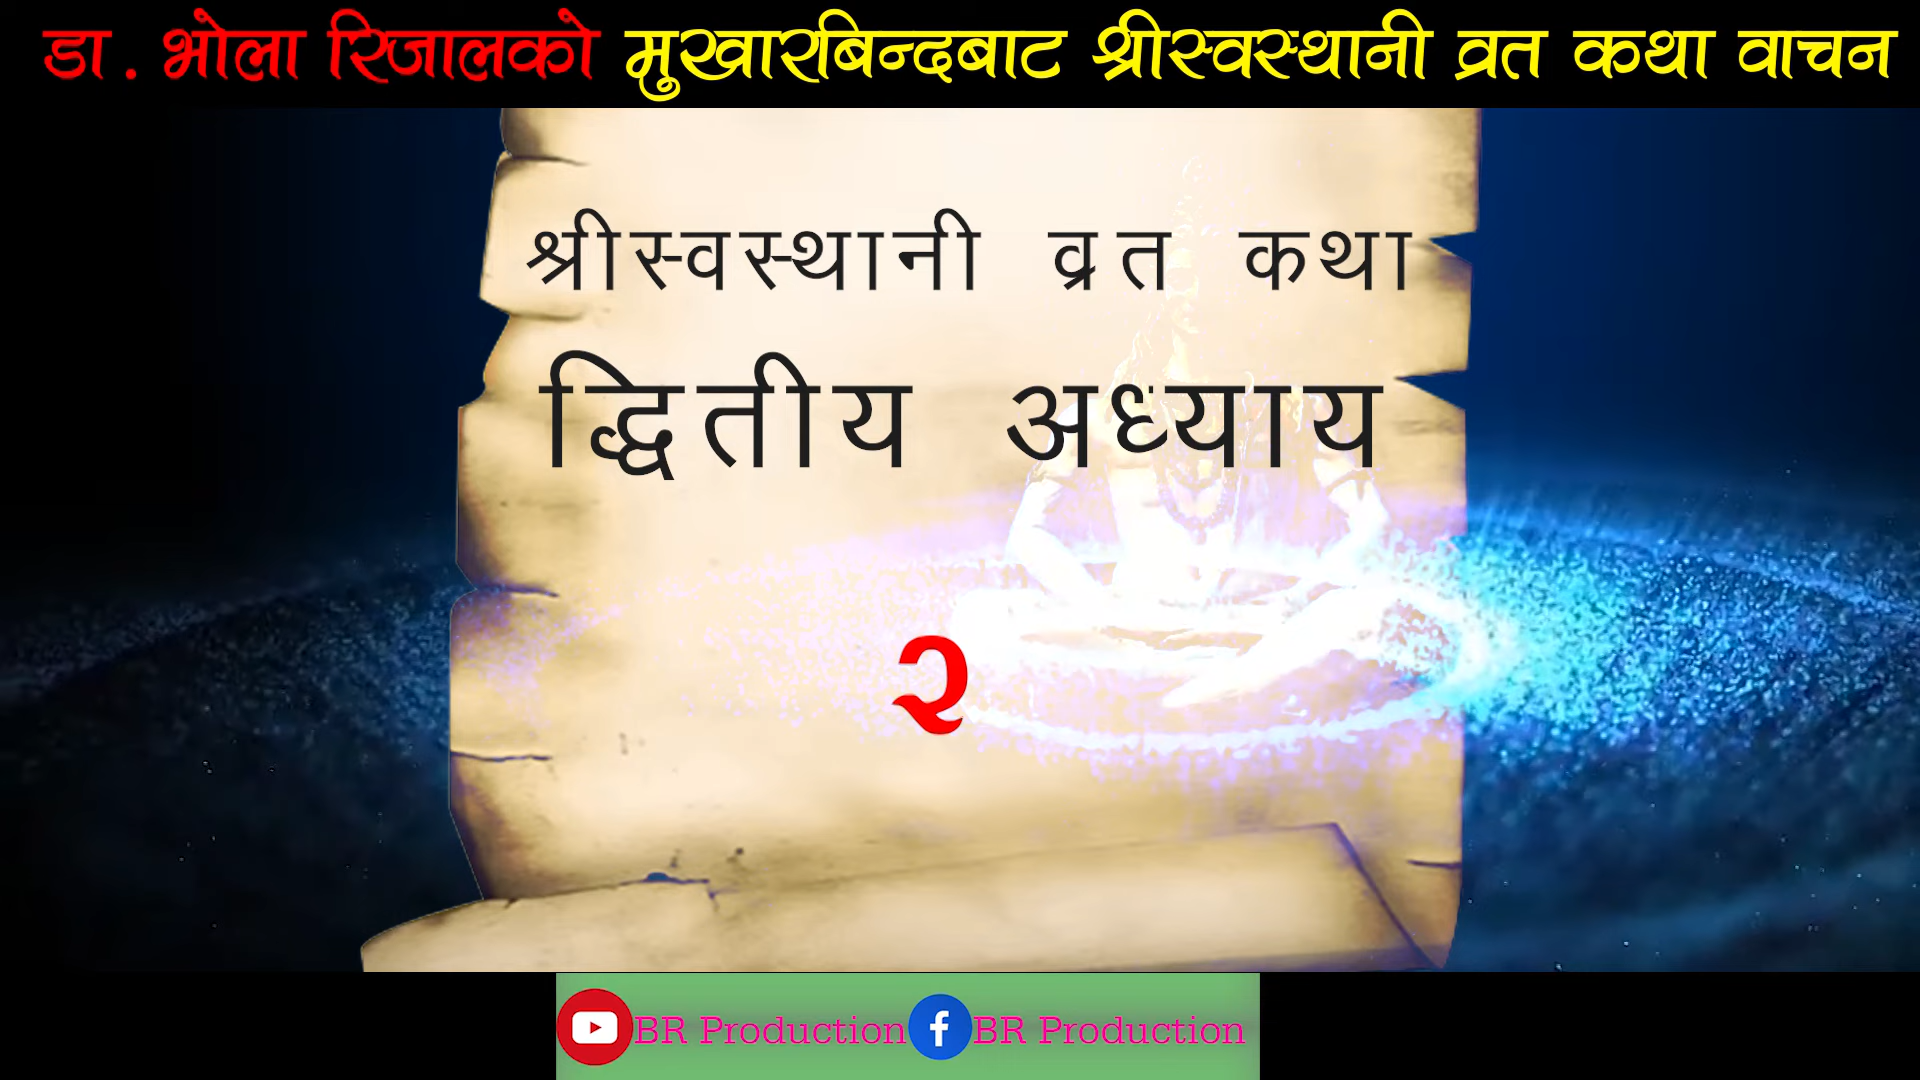 डा. भोला रिजालको मुखारबिन्दबाट श्रीस्वस्थानी व्रत कथा वाचन
श्रीस्वस्थानी व्रत कथा
द्धितीय अध्याय
२
BR Production BR Production